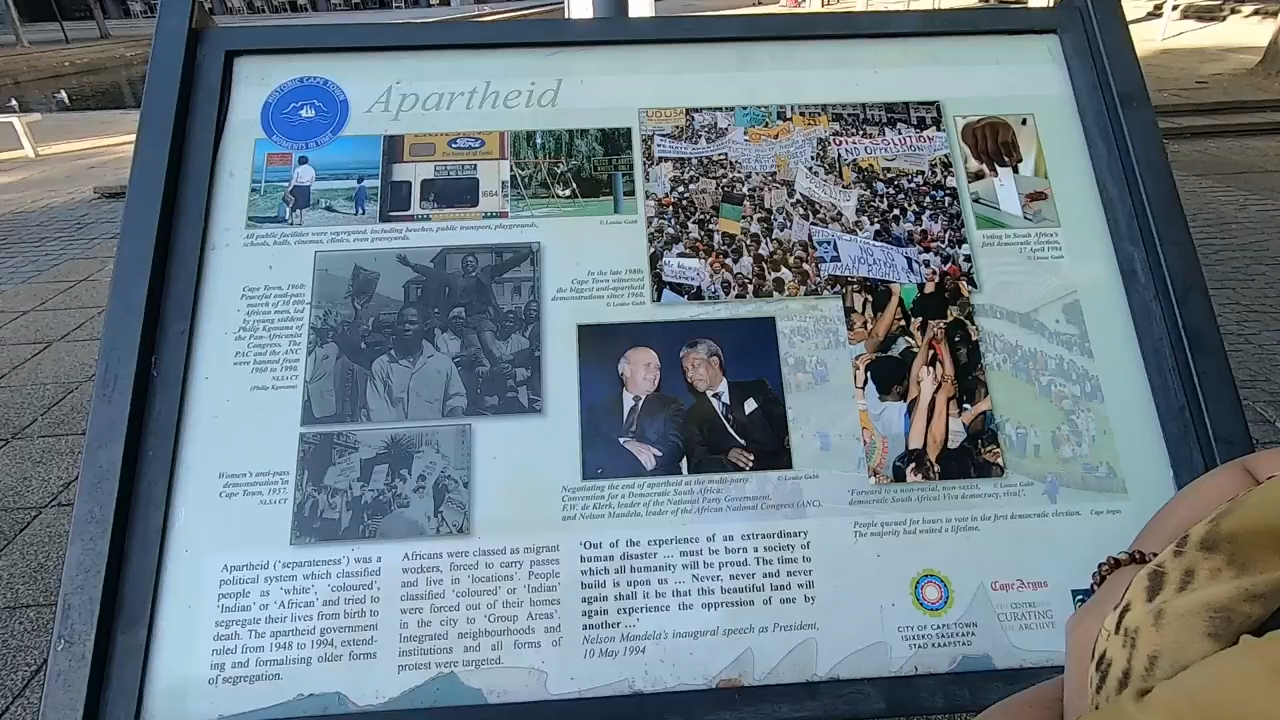 HISTORIC CAPE TOWN
MOMENTS IN TIME
Apartheid
Ford
1664
© Louise Gubb
All public facilities were segregated, including beaches, public transport, playgrounds,
schools, halls, cinemas, clinics, even graveyards.
UDUSA
NO OPPRESSION
VIOLATION
HUMAN RIGHTS
In the late 1980s
Cape Town witnessed
the biggest anti-apartheid
demonstrations since 1960.
© Louise Gubb
Voting in South Africa's
first democratic election,
27 April 1994
© Louise Gubb
Cape Town, 1960:
Peaceful anti-pass
march of 30 000
African men, led
by young student
Philip Kgosana of
the Pan-Africanist
Congress. The
PAC and the ANC
were banned from
1960 to 1990.
NLSA CT
(Philip Kgosana)
Women's anti-pass
demonstration in
Cape Town, 1957.
NLSA CT
© Louise Gubb
Negotiating the end of apartheid at the multi-party
Convention for a Democratic South Africa:
F.W. de Klerk, leader of the National Party Government,
and Nelson Mandela, leader of the African National Congress (ANC).
© Louise Gubb
'Forward to a non-racial, non-sexist,
democratic South Africa! Viva democracy, viva!'.
People queued for hours to vote in the first democratic election.
The majority had waited a lifetime.
Cape Argus
Apartheid ('separateness') was a
political system which classified
people as 'white', 'coloured',
'Indian' or 'African' and tried to
segregate their lives from birth to
death. The apartheid government
ruled from 1948 to 1994, extend-
ing and formalising older forms
of segregation.
Africans were classed as migrant
workers, forced to carry passes
and live in 'locations'. People
classified 'coloured' or 'Indian'
were forced out of their homes
in the city to 'Group Areas'.
Integrated neighbourhoods and
institutions and all forms of
protest were targeted.
'Out of the experience of an extraordinary
human disaster ... must be born a society of
which all humanity will be proud. The time to
build is upon us ... Never, never and never
again shall it be that this beautiful land will
again experience the oppression of one by
another ...'
Nelson Mandela's inaugural speech as President,
10 May 1994
CITY OF CAPE TOWN
ISIXEKO SASEKAPA
STAD KAAPSTAD
Cape Argus
THE CENTRE
CURATING
THE ARCHIVE